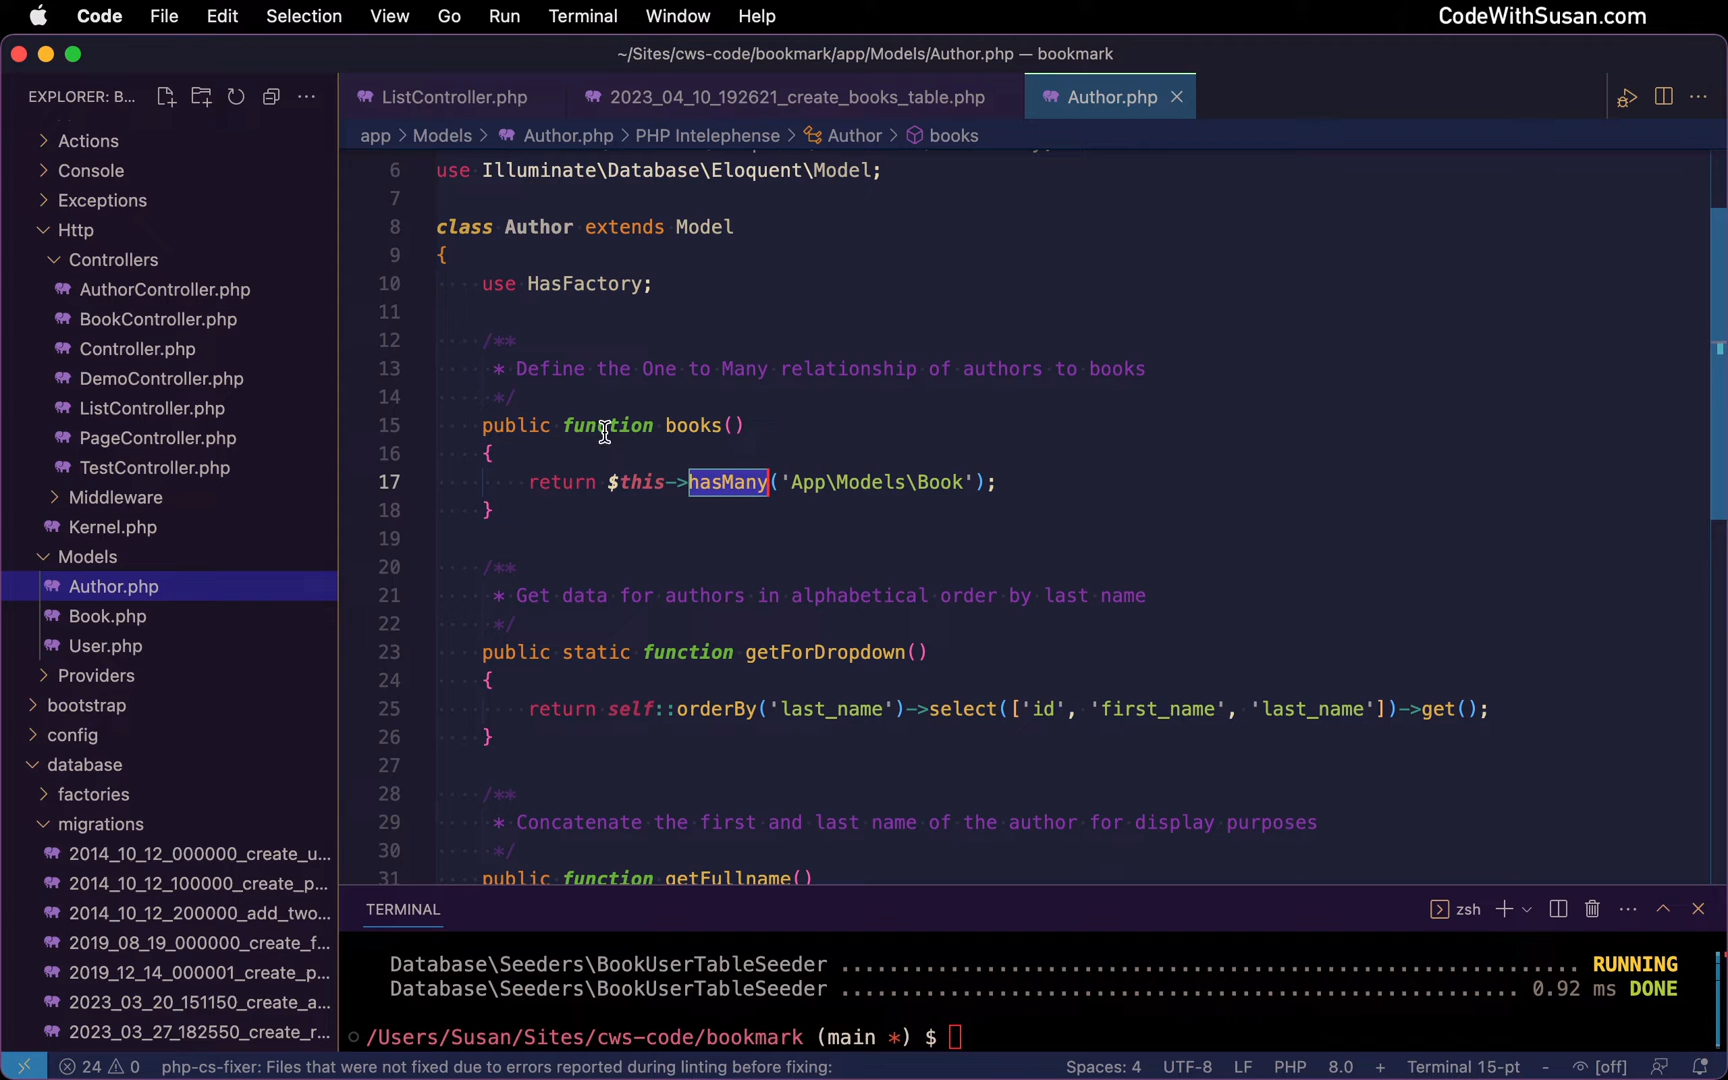 Code File Edit Selection View Go Run Terminal Window Help CodeWithSusan.com
~/Sites/cws-code/bookmark/app/Models/Author.php — bookmark
EXPLORER: B...
ListController.php 2023_04_10_192621_create_books_table.php Author.php
app > Models > Author.php > PHP Intelephense > Author > books
Actions
Console
Exceptions
Http
Controllers
AuthorController.php
BookController.php
Controller.php
DemoController.php
ListController.php
PageController.php
TestController.php
Middleware
Kernel.php
Models
Author.php
Book.php
User.php
Providers
bootstrap
config
database
factories
migrations
2014_10_12_000000_create_u...
2014_10_12_100000_create_p...
2014_10_12_200000_add_two...
2019_08_19_000000_create_f...
2019_12_14_000001_create_p...
2023_03_20_151150_create_a...
2023_03_27_182550_create_r...
6 use Illuminate\Database\Eloquent\Model;
7
8 class Author extends Model
9 {
10 use HasFactory;
11
12 /**
13 * Define the One to Many relationship of authors to books
14 */
15 public function books()
16 {
17 return $this->hasMany('App\Models\Book');
18 }
19
20 /**
21 * Get data for authors in alphabetical order by last name
22 */
23 public static function getForDropdown()
24 {
25 return self::orderBy('last_name')->select(['id', 'first_name', 'last_name'])->get();
26 }
27
28 /**
29 * Concatenate the first and last name of the author for display purposes
30 */
31 public function getFullname()
TERMINAL zsh
Database\Seeders\BookUserTableSeeder ............................................................. RUNNING
Database\Seeders\BookUserTableSeeder ........................................................ 0.92 ms DONE
/Users/Susan/Sites/cws-code/bookmark (main *) $
24 0 php-cs-fixer: Files that were not fixed due to errors reported during linting before fixing: Spaces: 4 UTF-8 LF PHP 8.0 + Terminal 15-pt - [off]